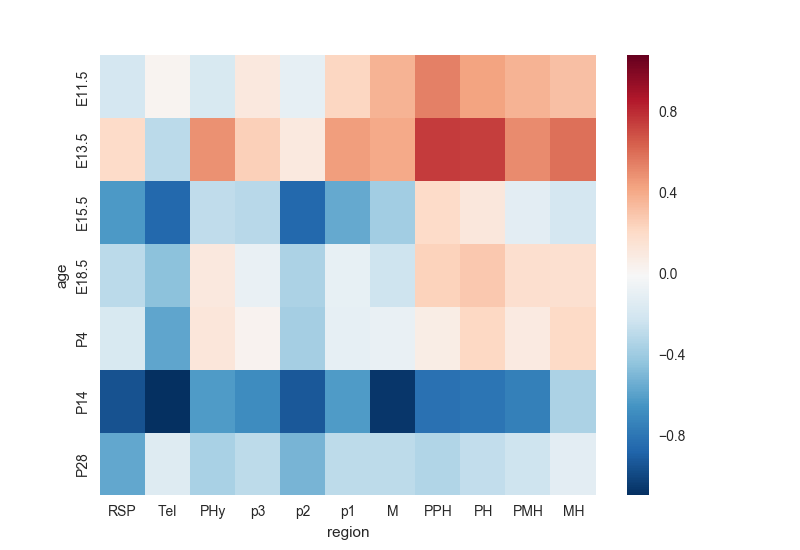 E11.5
E13.5
E15.5
E18.5
P4
P14
P28
age
RSP Tel PHy p3 p2 p1 M PPH PH PMH MH
region
0.8
0.4
0.0
−0.4
−0.8